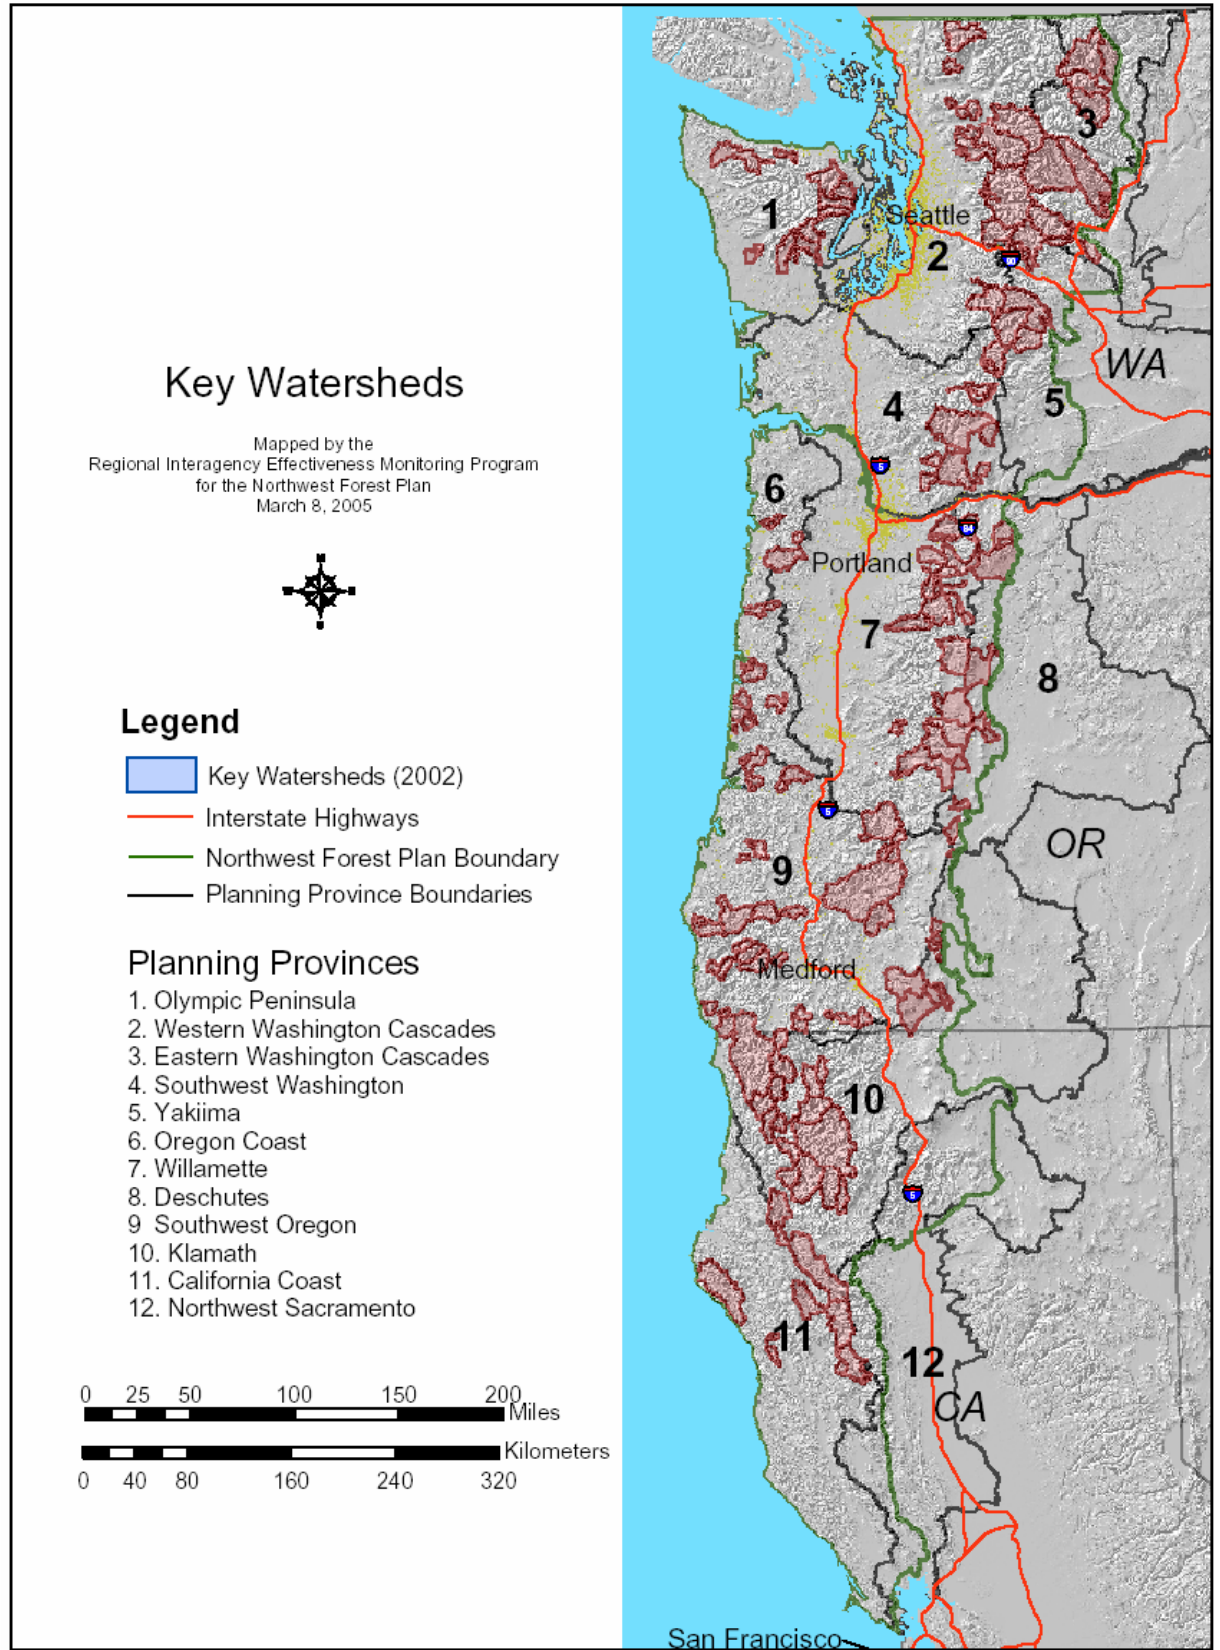 Key Watersheds
Mapped by the
Regional Interagency Effectiveness Monitoring Program
for the Northwest Forest Plan
March 8, 2005
Legend
Key Watersheds (2002)
Interstate Highways
Northwest Forest Plan Boundary
Planning Province Boundaries
Planning Provinces
1. Olympic Peninsula
2. Western Washington Cascades
3. Eastern Washington Cascades
4. Southwest Washington
5. Yakiima
6. Oregon Coast
7. Willamette
8. Deschutes
9 Southwest Oregon
10. Klamath
11. California Coast
12. Northwest Sacramento
0 25 50 100 150 200
Miles
Kilometers
0 40 80 160 240 320
3
1
Seattle
2
90
WA
4
5
5
6
84
Portland
7
8
5
OR
9
Medford
10
5
11
12
CA
San Francisco